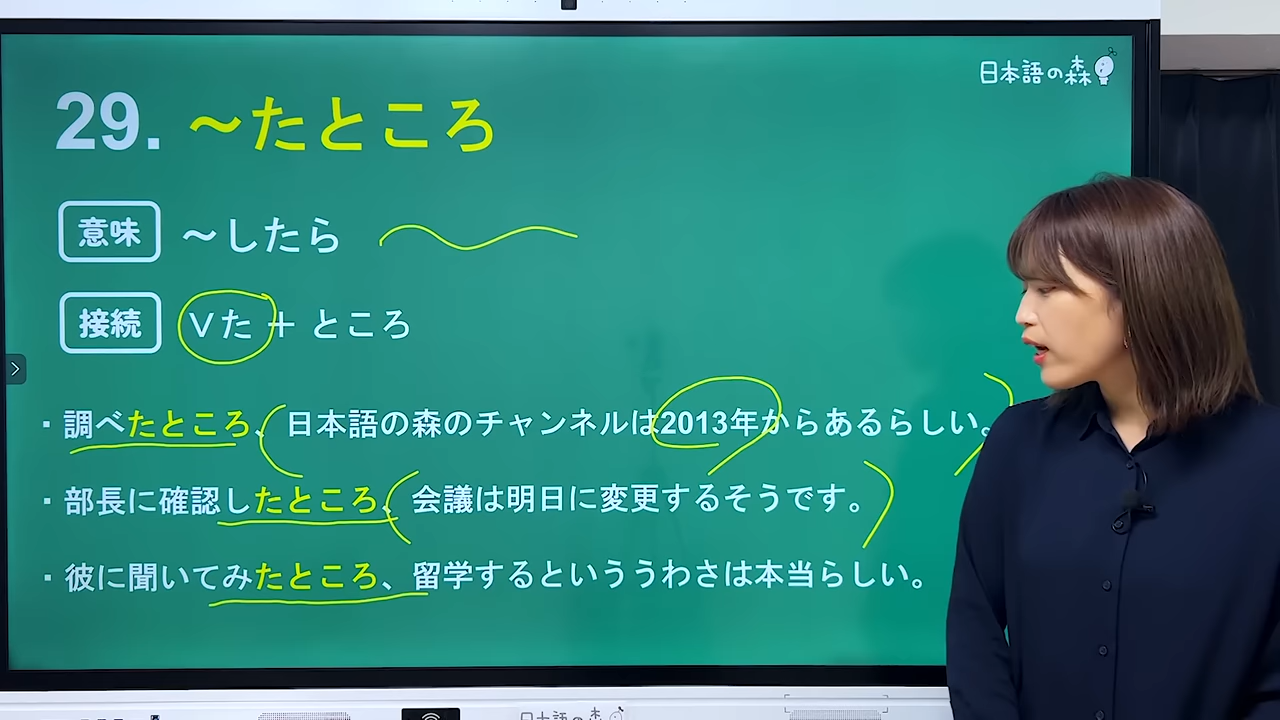 日本語の森
29. ～たところ
意味 ～したら
接続 Vた + ところ
・調べたところ、日本語の森のチャンネルは2013年からあるらしい。
・部長に確認したところ、会議は明日に変更するそうです。
・彼に聞いてみたところ、留学するといううわさは本当らしい。
日本語の森